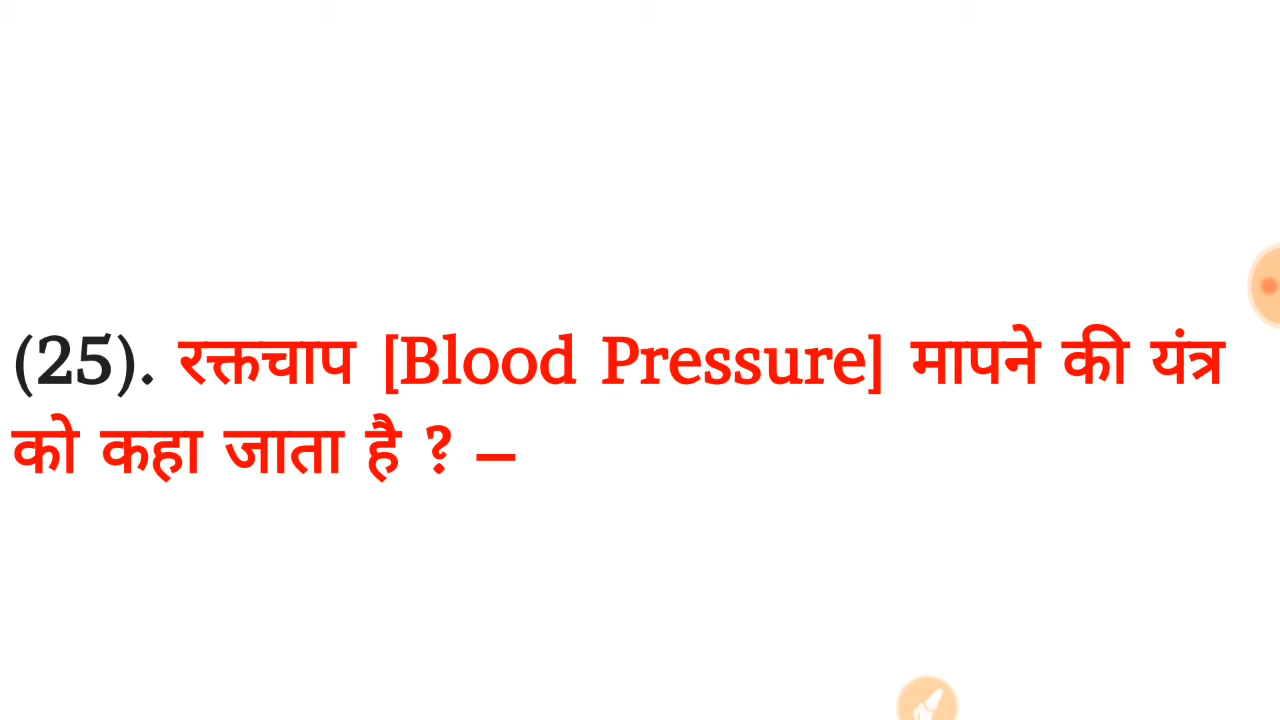 (25). रक्तचाप [Blood Pressure] मापने की यंत्र
को कहा जाता है ? –